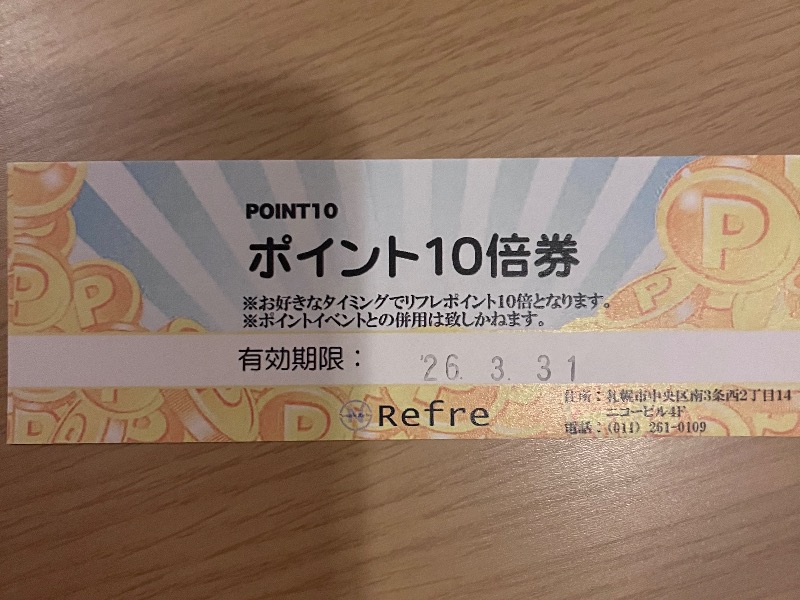 POINT10
ポイント10倍券
※お好きなタイミングでリフレポイント10倍となります。
※ポイントイベントとの併用は致しかねます。
有効期限： '26. 3. 31
Refre
住所：札幌市中央区南3条西2丁目14
ニコービル4F
電話：(011) 261-0109